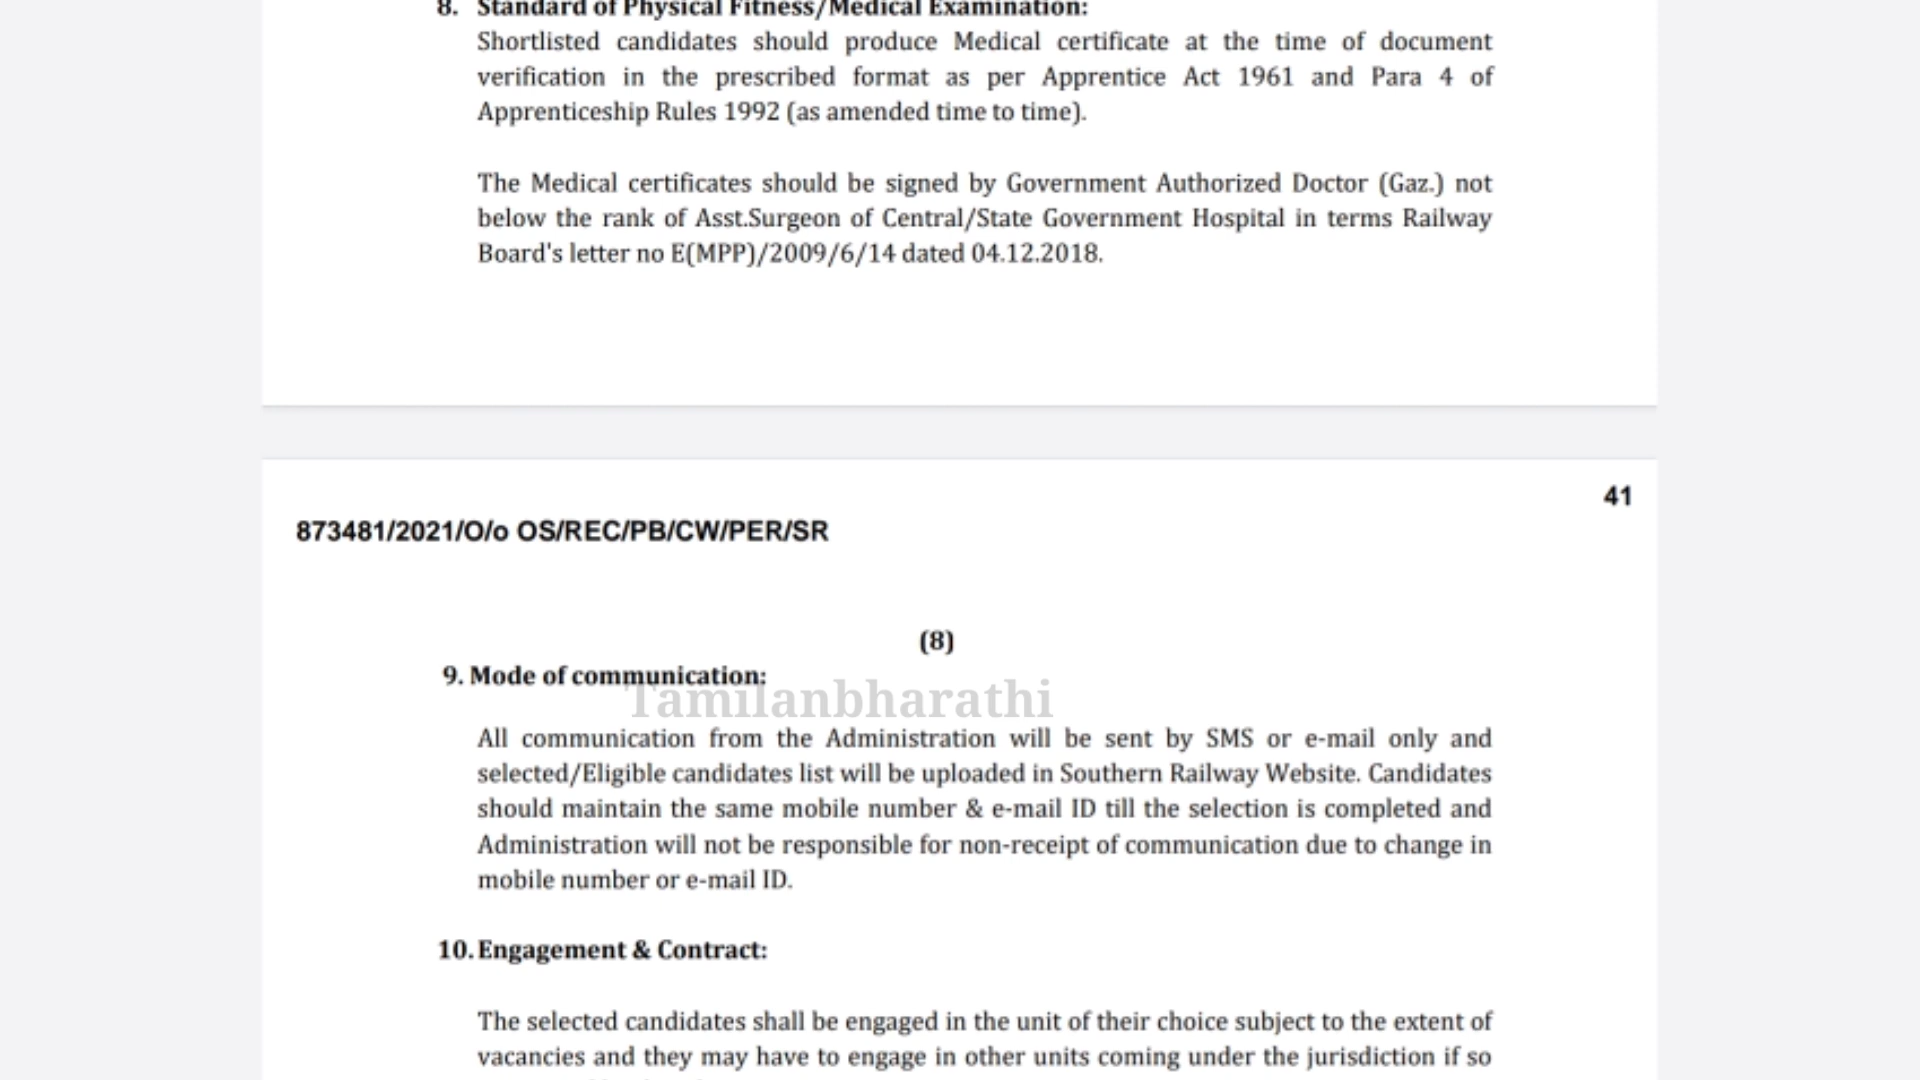 8. Standard of Physical Fitness/Medical Examination:
Shortlisted candidates should produce Medical certificate at the time of document
verification in the prescribed format as per Apprentice Act 1961 and Para 4 of
Apprenticeship Rules 1992 (as amended time to time).
The Medical certificates should be signed by Government Authorized Doctor (Gaz.) not
below the rank of Asst.Surgeon of Central/State Government Hospital in terms Railway
Board's letter no E(MPP)/2009/6/14 dated 04.12.2018.
41
873481/2021/O/o OS/REC/PB/CW/PER/SR
(8)
9. Mode of communication:
Tamilanbharathi
All communication from the Administration will be sent by SMS or e-mail only and
selected/Eligible candidates list will be uploaded in Southern Railway Website. Candidates
should maintain the same mobile number & e-mail ID till the selection is completed and
Administration will not be responsible for non-receipt of communication due to change in
mobile number or e-mail ID.
10. Engagement & Contract:
The selected candidates shall be engaged in the unit of their choice subject to the extent of
vacancies and they may have to engage in other units coming under the jurisdiction if so